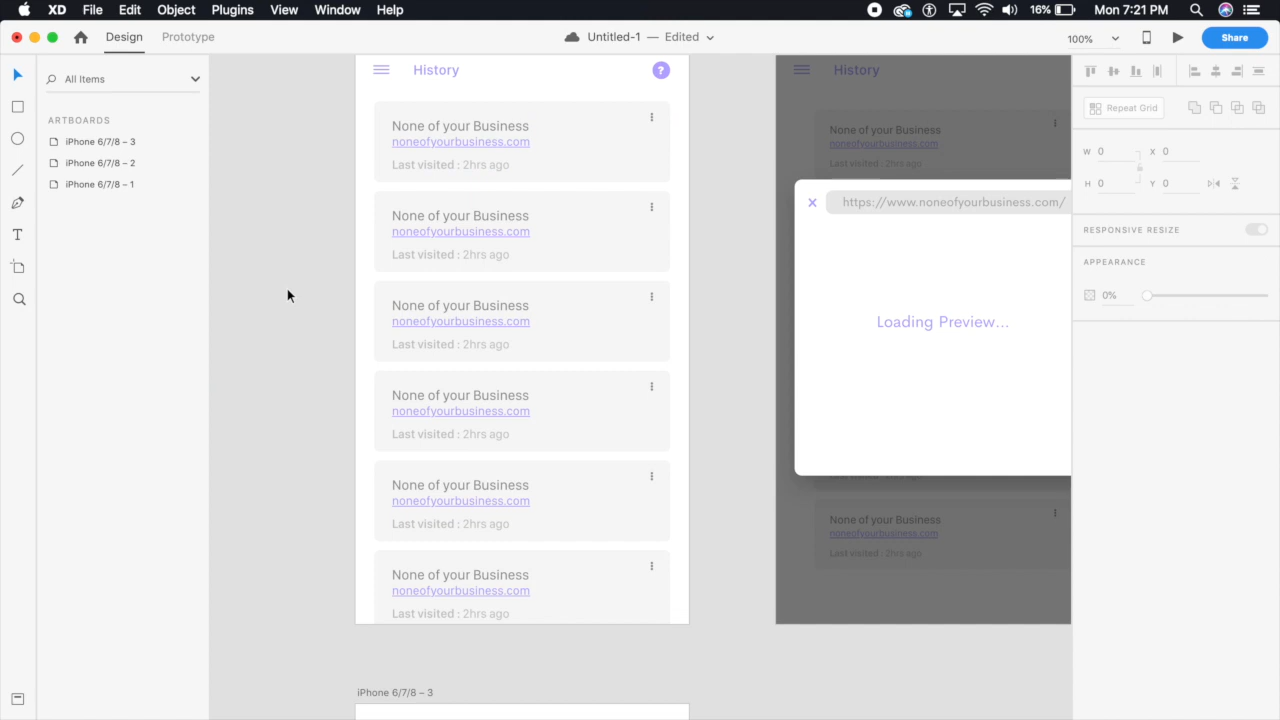 XD File Edit Object Plugins View Window Help
16% Mon 7:21 PM
Design Prototype
Untitled-1 — Edited
100%
Share
All Items
ARTBOARDS
iPhone 6/7/8 – 3
iPhone 6/7/8 – 2
iPhone 6/7/8 – 1
History
?
None of your Business
noneofyourbusiness.com
Last visited : 2hrs ago
None of your Business
noneofyourbusiness.com
Last visited : 2hrs ago
None of your Business
noneofyourbusiness.com
Last visited : 2hrs ago
None of your Business
noneofyourbusiness.com
Last visited : 2hrs ago
None of your Business
noneofyourbusiness.com
Last visited : 2hrs ago
None of your Business
noneofyourbusiness.com
Last visited : 2hrs ago
iPhone 6/7/8 – 3
History
None of your Business
noneofyourbusiness.com
Last visited : 2hrs ago
X https://www.noneofyourbusiness.com/
Loading Preview...
None of your Business
noneofyourbusiness.com
Last visited : 2hrs ago
Repeat Grid
W 0 X 0
H 0 Y 0
RESPONSIVE RESIZE
APPEARANCE
0%